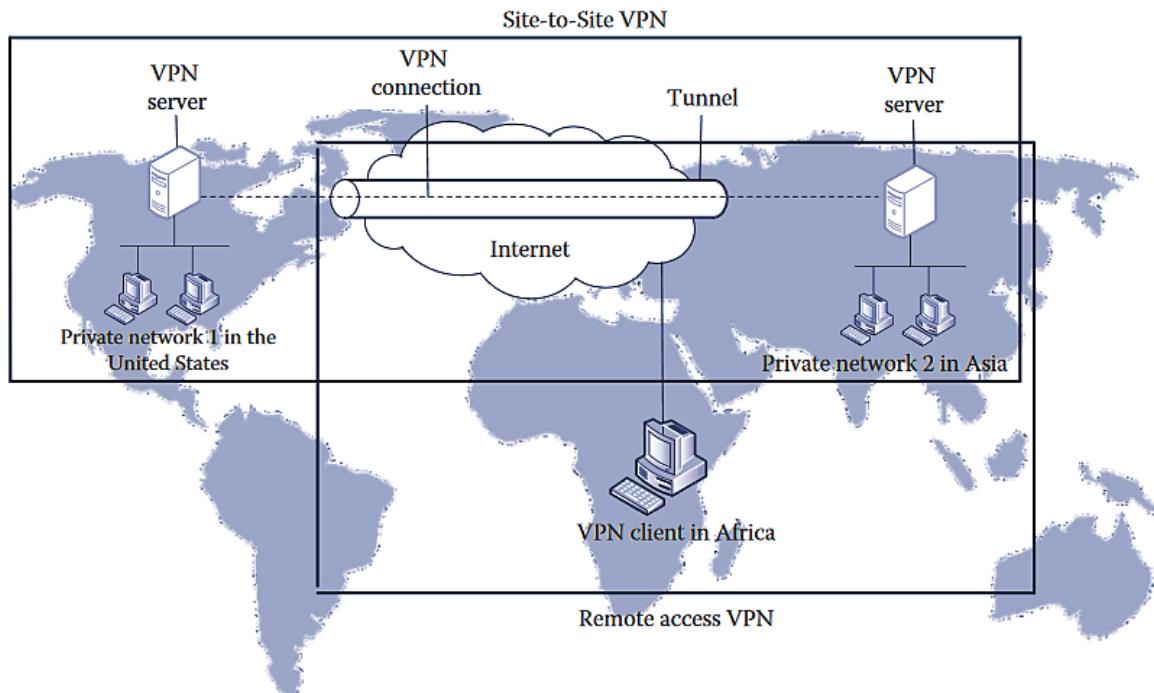 Site-to-Site VPN
VPN
server
VPN
connection
Tunnel
VPN
server
Internet
Private network 1 in the
United States
Private network 2 in Asia
VPN client in Africa
Remote access VPN